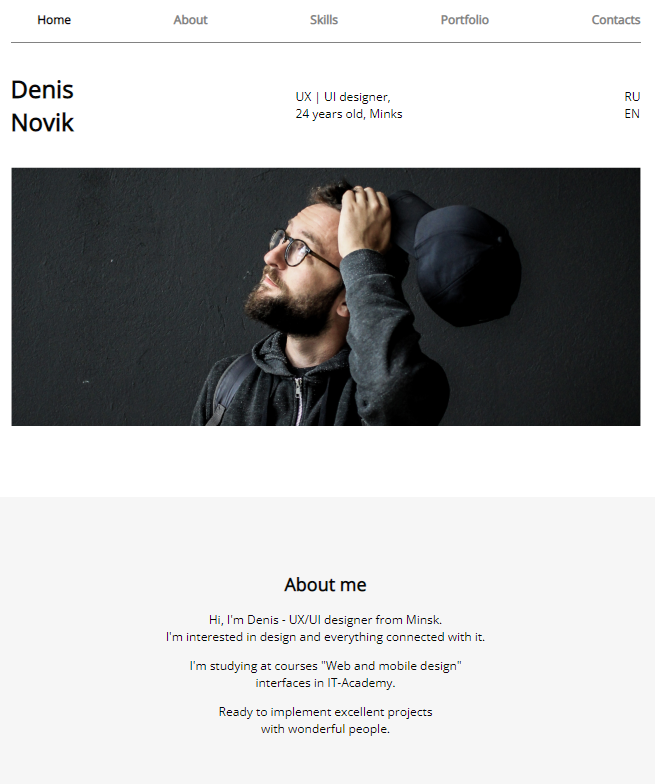 Home About Skills Portfolio Contacts
Denis
Novik
UX | UI designer,
24 years old, Minks
RU
EN
About me
Hi, I'm Denis - UX/UI designer from Minsk.
I'm interested in design and everything connected with it.
I'm studying at courses "Web and mobile design"
interfaces in IT-Academy.
Ready to implement excellent projects
with wonderful people.